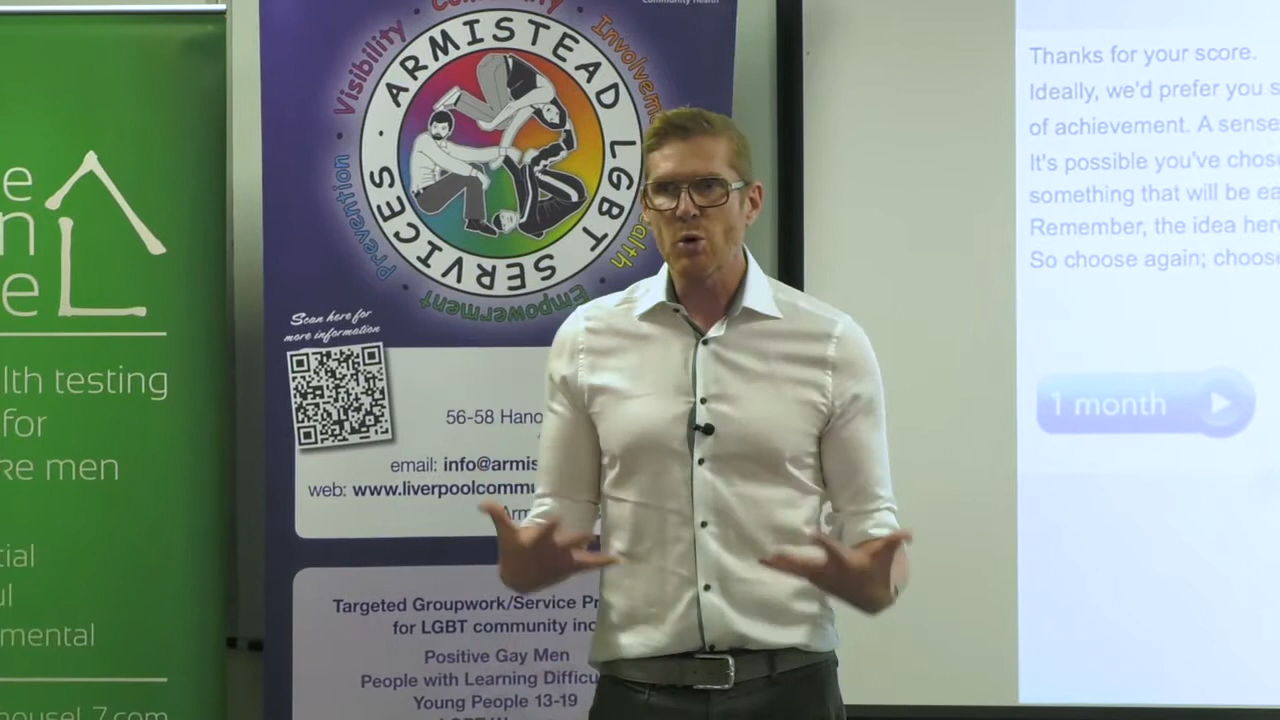 e
n
e
lth testing
for
ke men
tial
ul
mental
Community Health
Visibility · Community · Involvem
ARMISTEAD LGBT SERVICES
Prevention
Empowerment
ealth
Scan here for
more information
56-58 Hano
email: info@armis
web: www.liverpoolcommu
Arm
Targeted Groupwork/Service Pr
for LGBT community inc
Positive Gay Men
People with Learning Difficu
Young People 13-19
Thanks for your score.
Ideally, we'd prefer you s
of achievement. A sense
It's possible you've chos
something that will be ea
Remember, the idea here
So choose again; choose
1 month